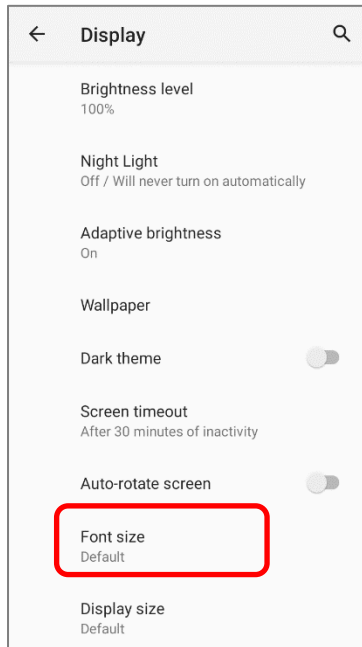 Display
Brightness level
100%
Night Light
Off / Will never turn on automatically
Adaptive brightness
On
Wallpaper
Dark theme
Screen timeout
After 30 minutes of inactivity
Auto-rotate screen
Font size
Default
Display size
Default